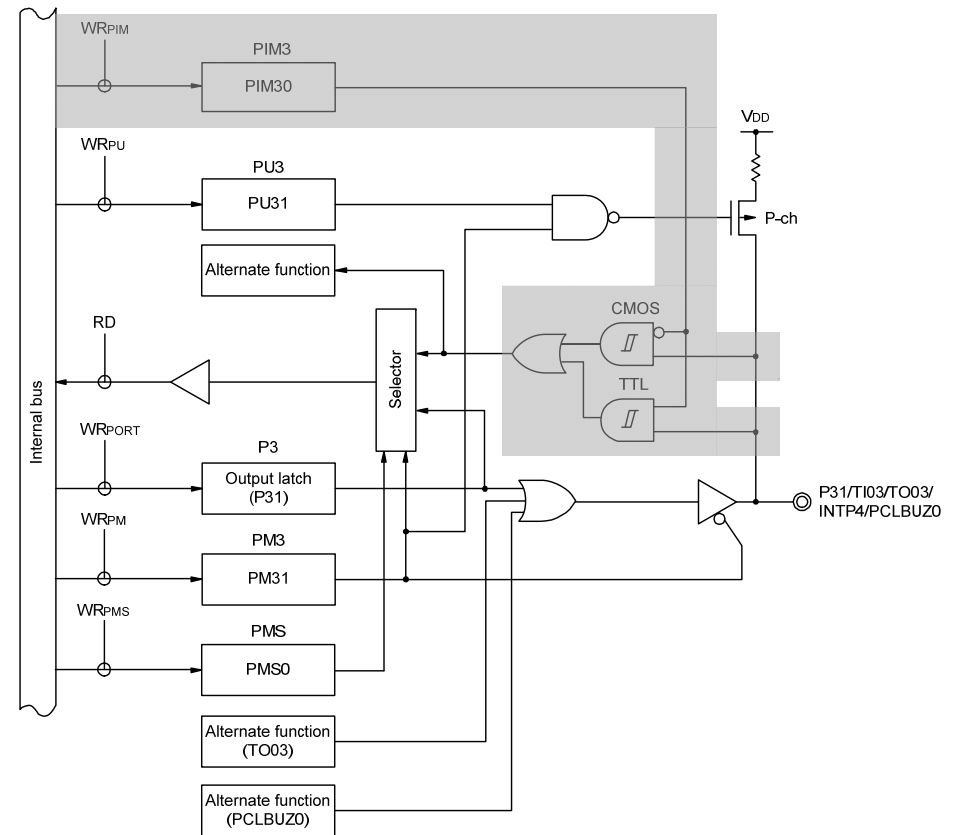 WRPIM
PIM3
PIM30
VDD
WRPU
PU3
PU31
P-ch
Alternate function
CMOS
RD
Selector
TTL
Internal bus
WRPORT
P3
Output latch
(P31)
P31/TI03/TO03/
INTP4/PCLBUZ0
WRPM
PM3
PM31
WRPMS
PMS
PMS0
Alternate function
(TO03)
Alternate function
(PCLBUZ0)